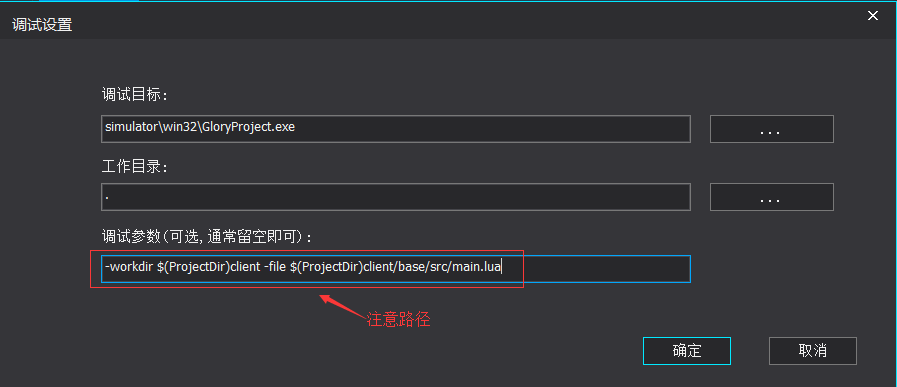 调试设置
调试目标:
simulator\win32\GloryProject.exe
...
工作目录:
.
...
调试参数(可选,通常留空即可):
-workdir $(ProjectDir)client -file $(ProjectDir)client/base/src/main.lua
注意路径
确定
取消